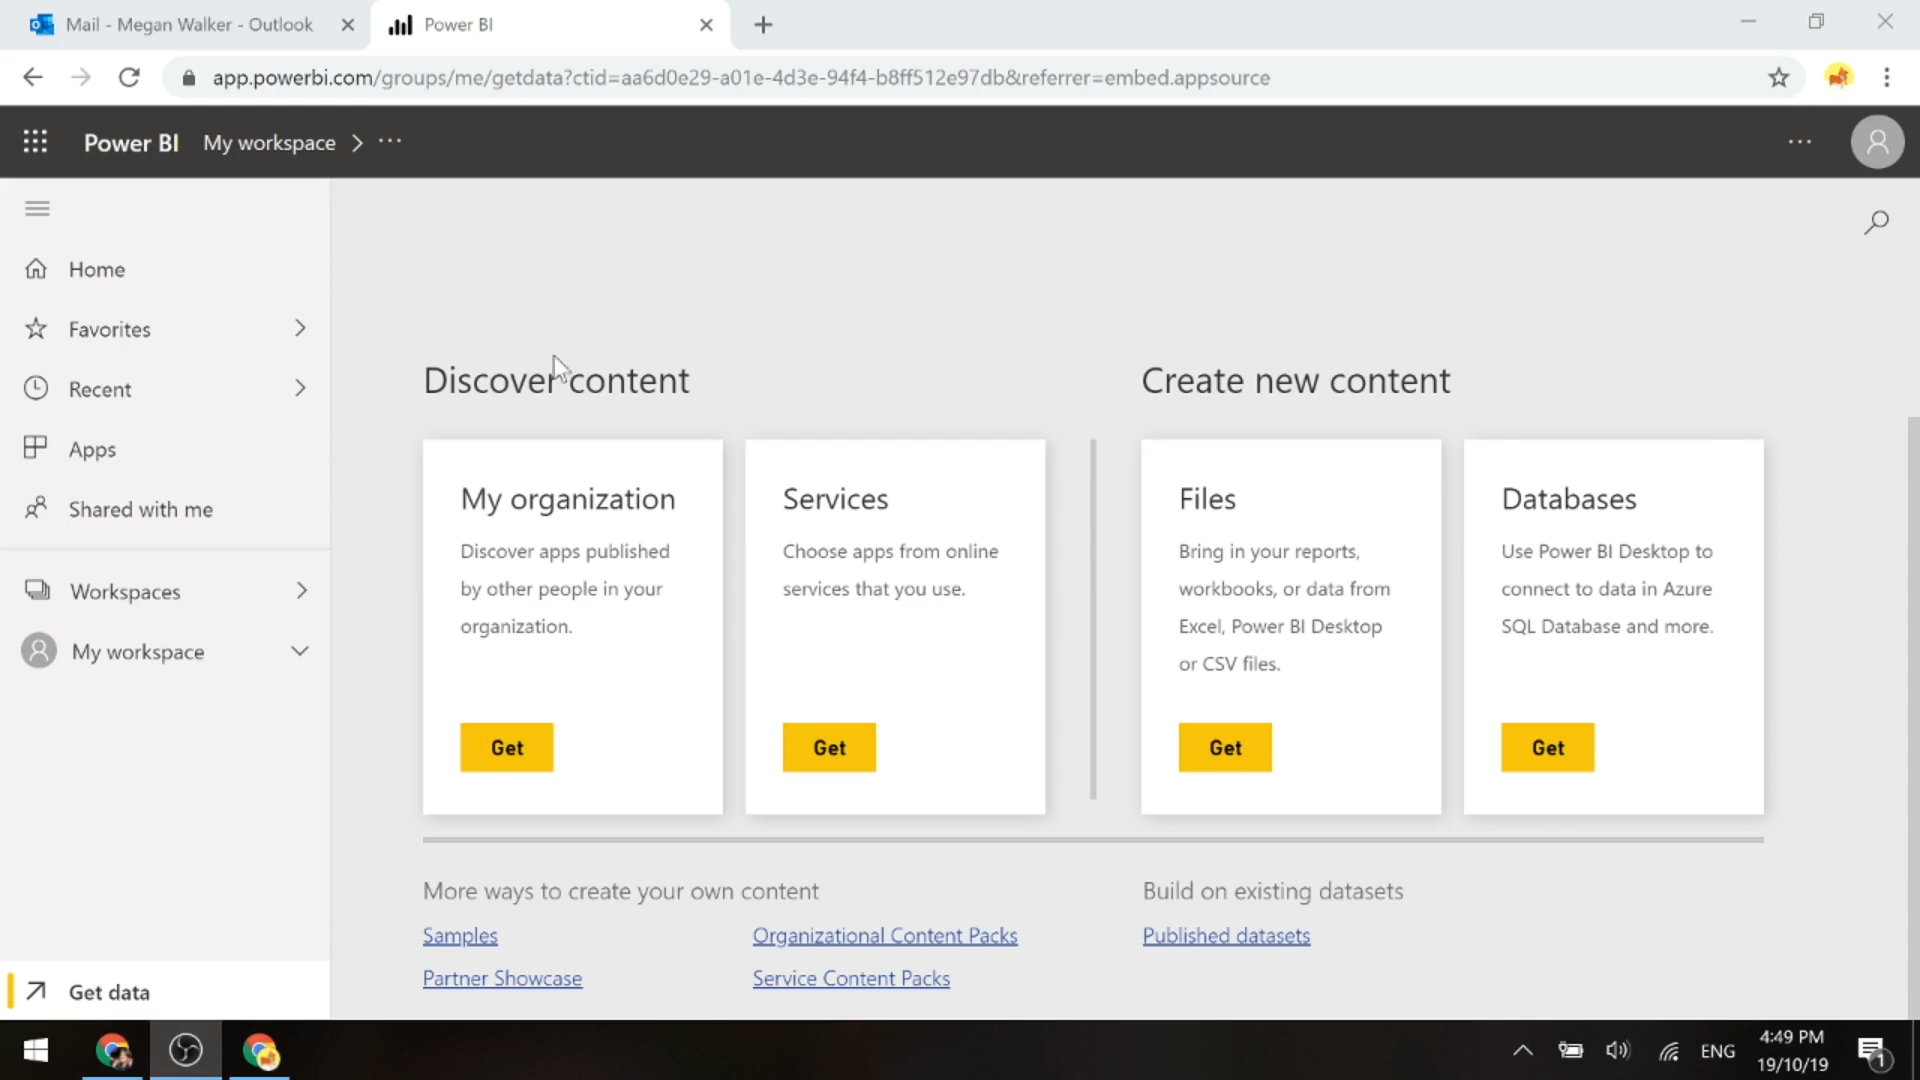 Mail - Megan Walker - Outlook
Power BI
app.powerbi.com/groups/me/getdata?ctid=aa6d0e29-a01e-4d3e-94f4-b8ff512e97db&referrer=embed.appsource
Power BI My workspace
Home
Favorites
Recent
Apps
Shared with me
Workspaces
My workspace
Get data
Discover content
My organization
Discover apps published
by other people in your
organization.
Get
Services
Choose apps from online
services that you use.
Get
Create new content
Files
Bring in your reports,
workbooks, or data from
Excel, Power BI Desktop
or CSV files.
Get
Databases
Use Power BI Desktop to
connect to data in Azure
SQL Database and more.
Get
More ways to create your own content
Samples
Organizational Content Packs
Partner Showcase
Service Content Packs
Build on existing datasets
Published datasets
ENG
4:49 PM
19/10/19
1